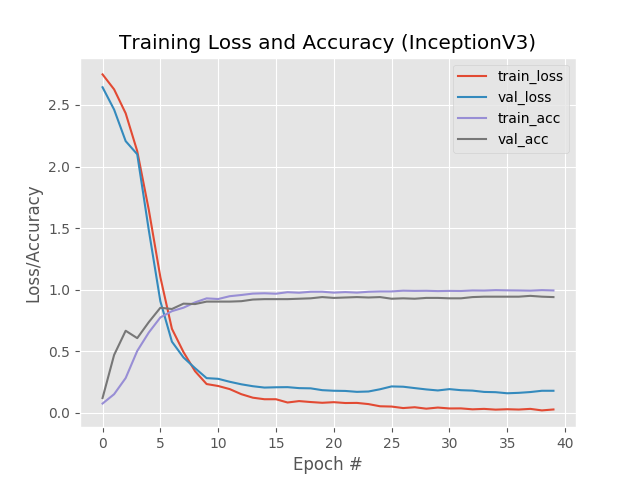 Training Loss and Accuracy (InceptionV3)
train_loss
val_loss
train_acc
val_acc
2.5
2.0
1.5
1.0
0.5
0.0
Loss/Accuracy
0 5 10 15 20 25 30 35 40
Epoch #